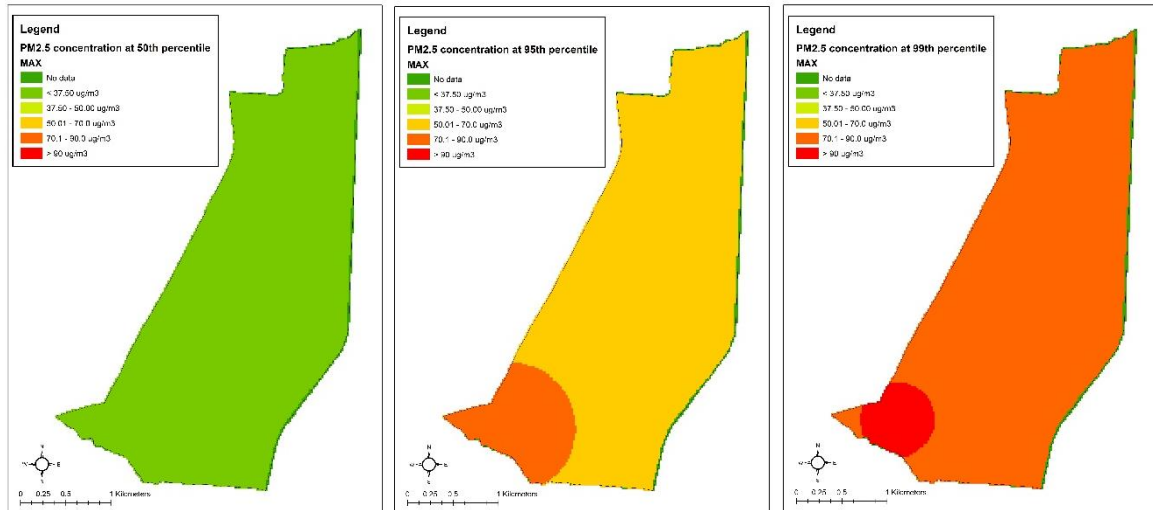 Legend
PM2.5 concentration at 50th percentile
MAX
No data
< 37.50 ug/m3
37.50 - 50.00 ug/m3
50.01 - 70.0 ug/m3
70.1 - 90.0 ug/m3
> 90 ug/m3
N
W E
S
0 0.25 0.5 1 Kilometers
Legend
PM2.5 concentration at 95th percentile
MAX
No data
< 37.50 ug/m3
37.50 - 50.00 ug/m3
50.01 - 70.0 ug/m3
70.1 - 90.0 ug/m3
> 90 ug/m3
N
W E
S
0 0.25 0.5 1 Kilometers
Legend
PM2.5 concentration at 99th percentile
MAX
No data
< 37.50 ug/m3
37.50 - 50.00 ug/m3
50.01 - 70.0 ug/m3
70.1 - 90.0 ug/m3
> 90 ug/m3
N
W E
S
0 0.25 0.5 1 Kilometers